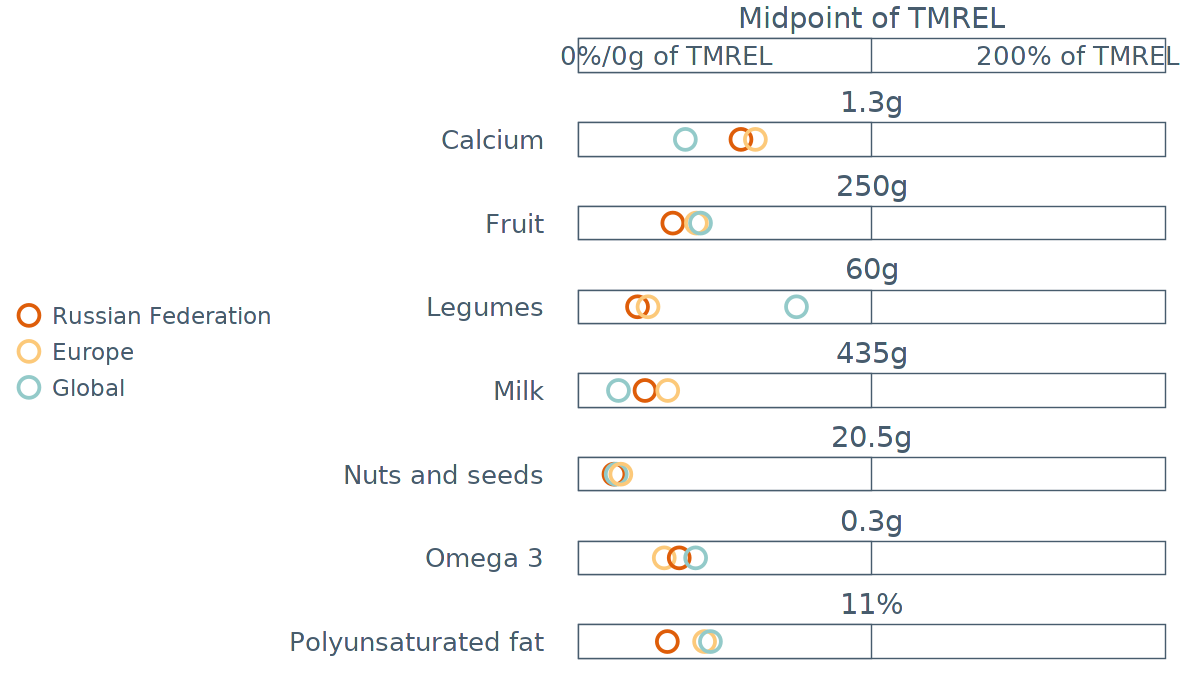 Midpoint of TMREL
0%/0g of TMREL 200% of TMREL
1.3g
Calcium
250g
Fruit
60g
Legumes
435g
Milk
20.5g
Nuts and seeds
0.3g
Omega 3
11%
Polyunsaturated fat
Russian Federation
Europe
Global